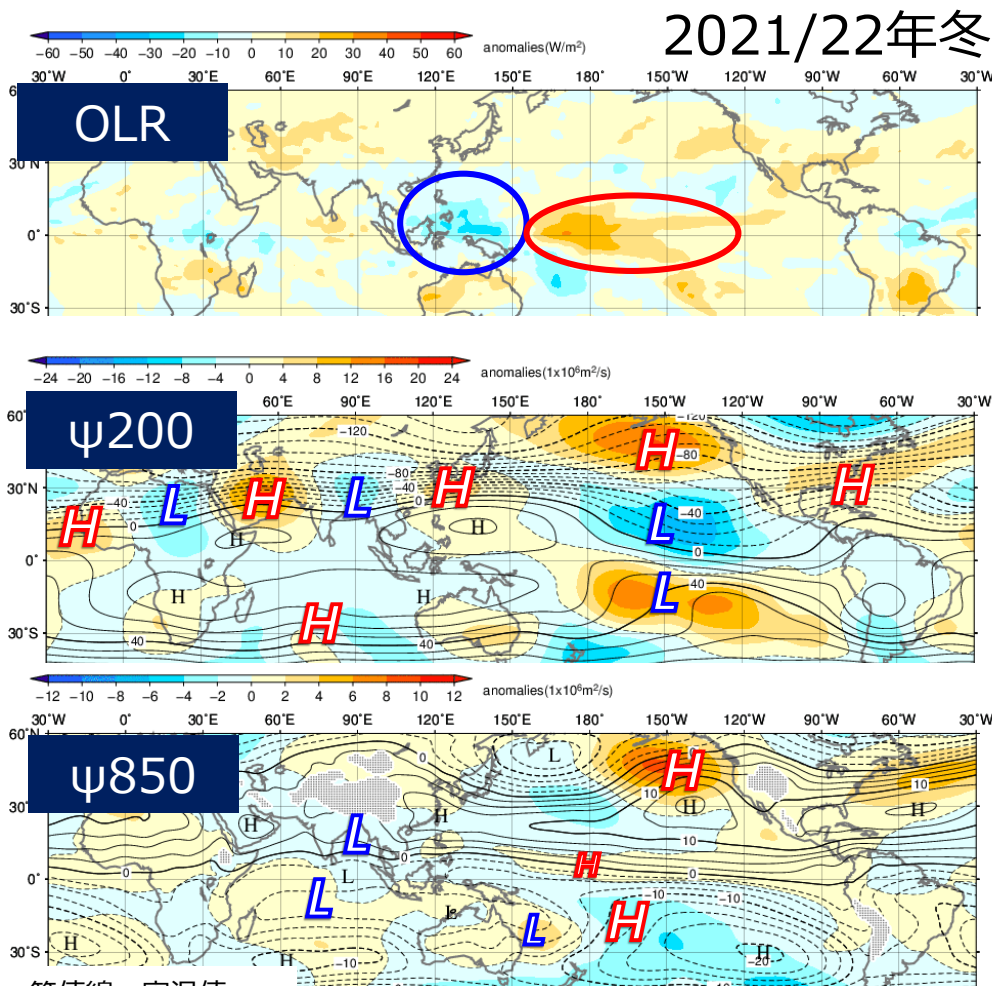 2021/22年冬
−60 −50 −40 −30 −20 −10 0 10 20 30 40 50 60 anomalies(W/m²)
30˚W 0˚ 30˚E 60˚E 90˚E 120˚E 150˚E 180˚ 150˚W 120˚W 90˚W 60˚W 30˚W
OLR
30˚N
0˚
30˚S
−24 −20 −16 −12 −8 −4 0 4 8 12 16 20 24 anomalies(1x10⁶m²/s)
60˚E 90˚E 120˚E 150˚E 180˚ 150˚W 120˚W 90˚W 60˚W 30˚W
60˚
ψ200
−120 −120
H −80
−80
30˚N L H L H −40 H
−40 0 L −40
H 0 H
H 0
0˚
L 40
H H
H
30˚S
40 40
−12 −10 −8 −6 −4 −2 0 2 4 6 8 10 12 anomalies(1x10⁶m²/s)
30˚W 0˚ 30˚E 60˚E 90˚E 120˚E 150˚E 180˚ 150˚W 120˚W 90˚W 60˚W 30˚W
60˚N
ψ850
0 L 0
H
10 10
H H
H L H
10
0 H
0 L 0
0˚
L −10 −10
L
H L H
H
30˚S
H −10 −20